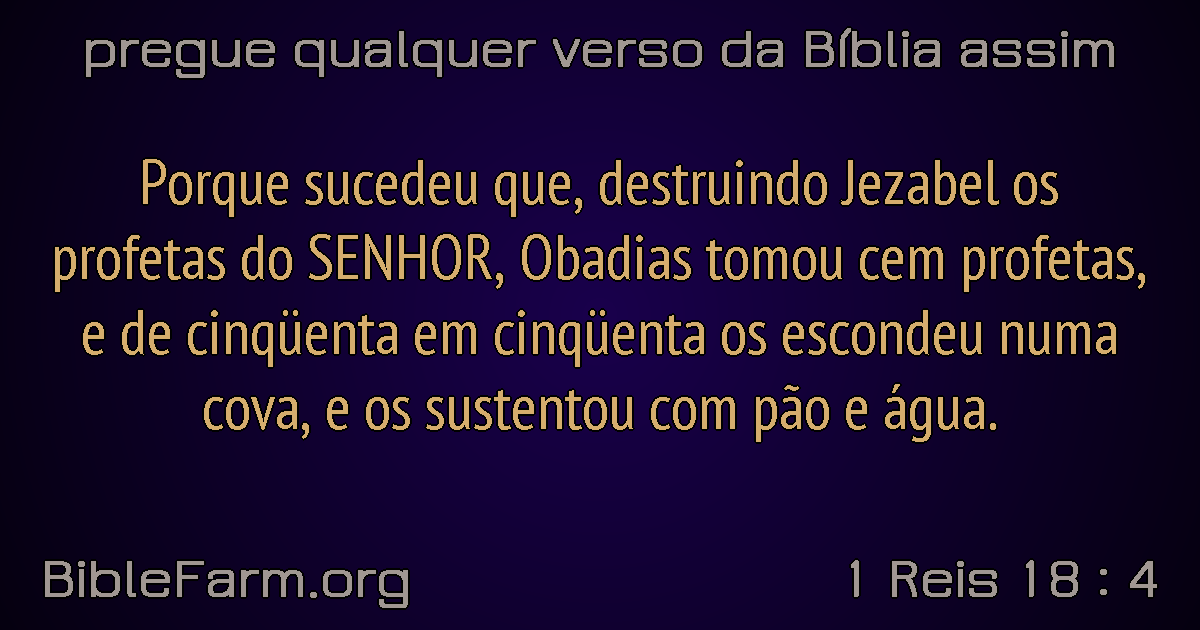 pregue qualquer verso da Bíblia assim
Porque sucedeu que, destruindo Jezabel os
profetas do SENHOR, Obadias tomou cem profetas,
e de cinqüenta em cinqüenta os escondeu numa
cova, e os sustentou com pão e água.
BibleFarm.org
1 Reis 18 : 4